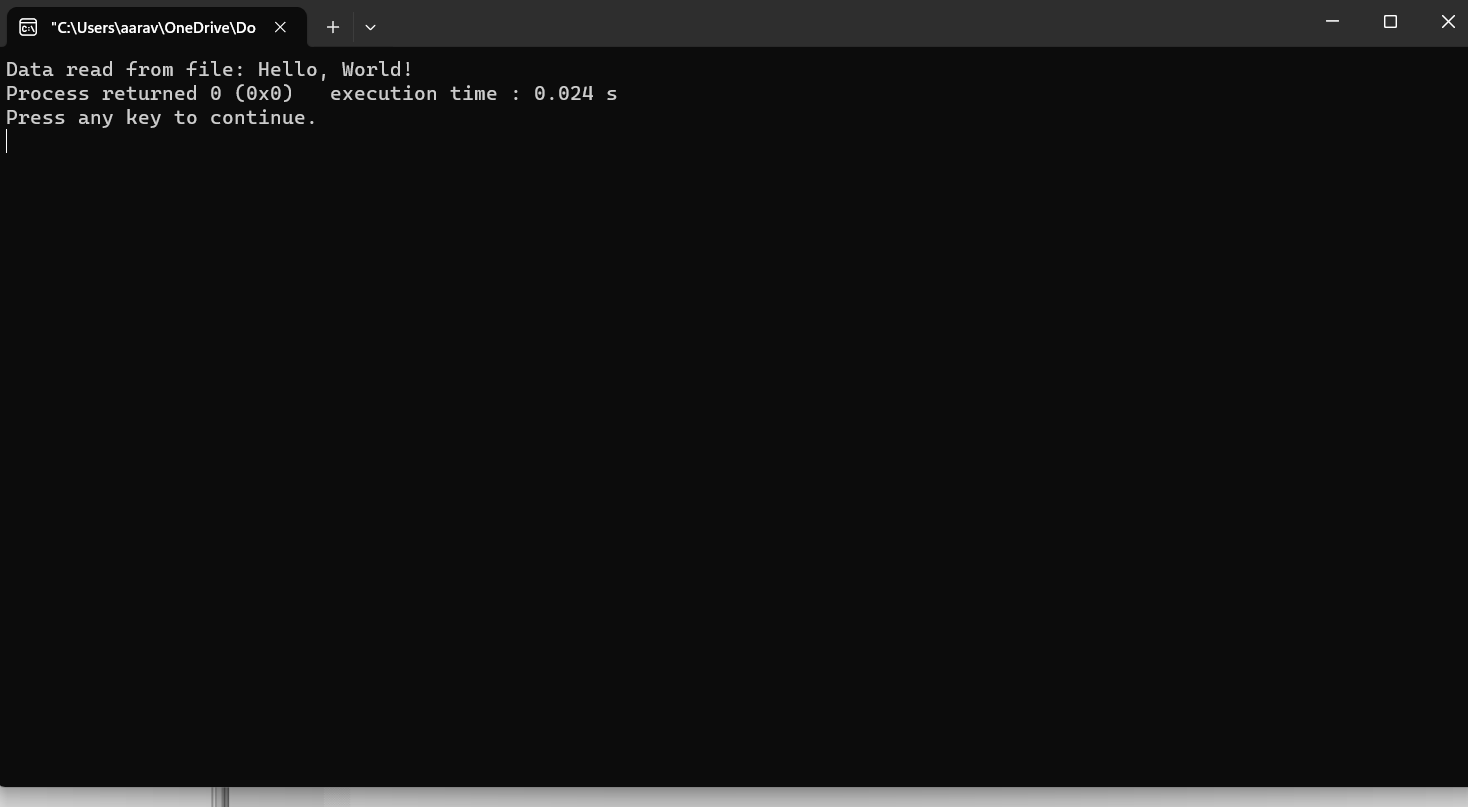 "C:\Users\aarav\OneDrive\Do
Data read from file: Hello, World!
Process returned 0 (0x0)   execution time : 0.024 s
Press any key to continue.